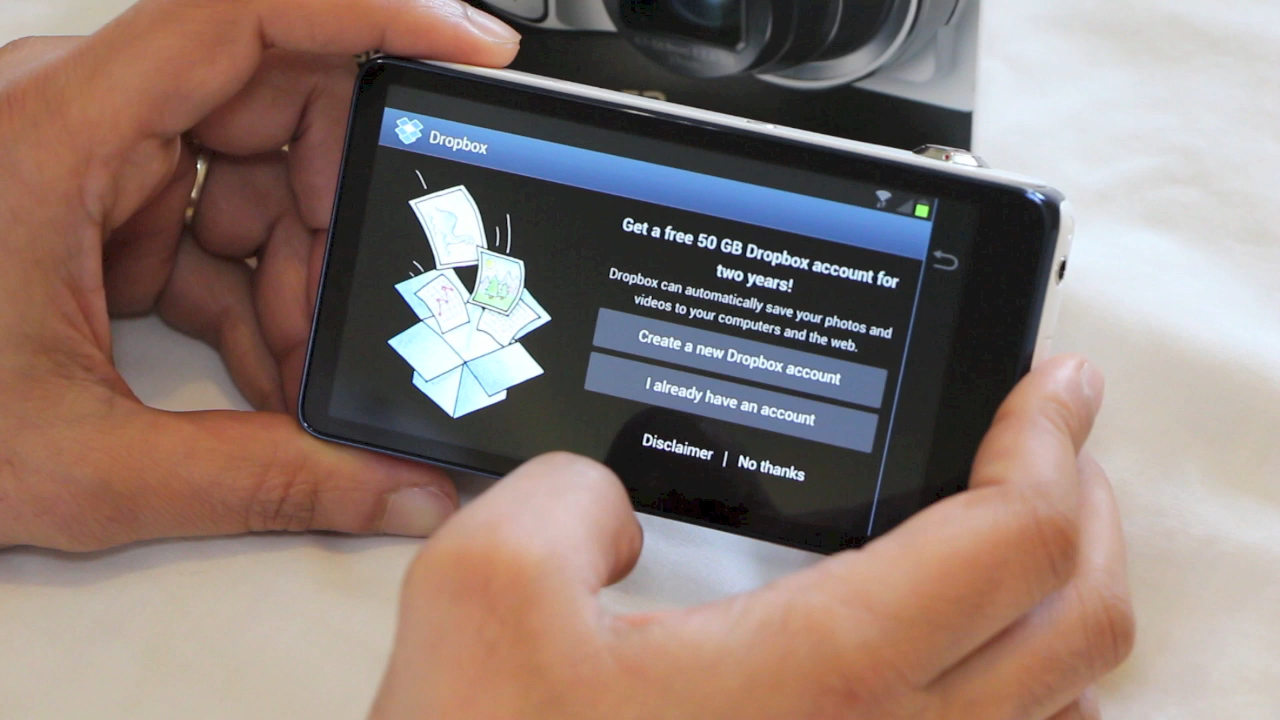 Dropbox
Get a free 50 GB Dropbox account for
two years!
Dropbox can automatically save your photos and
videos to your computers and the web.
Create a new Dropbox account
I already have an account
Disclaimer | No thanks